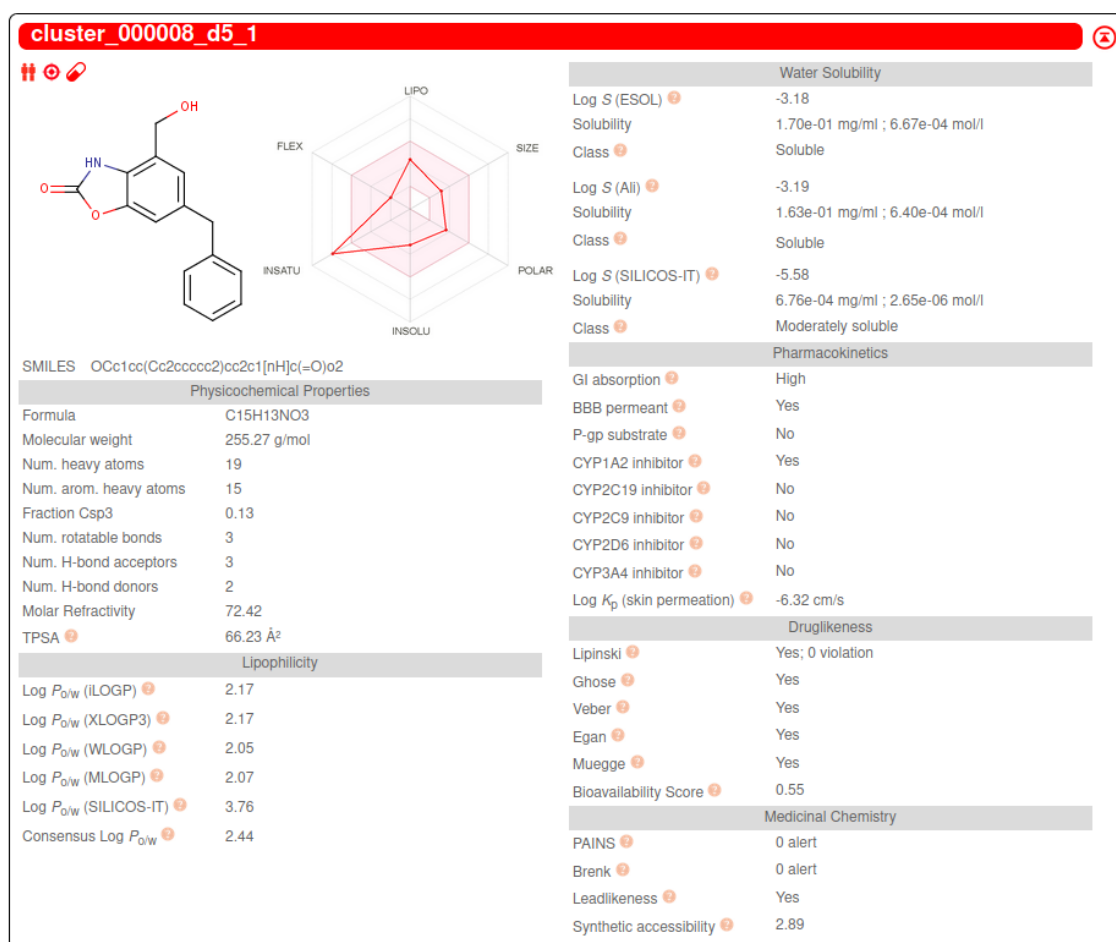 cluster_000008_d5_1
OH
HN
O
O
LIPO
FLEX
SIZE
INSATU
POLAR
INSOLU
SMILES OCc1cc(Cc2ccccc2)cc2c1[nH]c(=O)o2
Physicochemical Properties
Formula C15H13NO3
Molecular weight 255.27 g/mol
Num. heavy atoms 19
Num. arom. heavy atoms 15
Fraction Csp3 0.13
Num. rotatable bonds 3
Num. H-bond acceptors 3
Num. H-bond donors 2
Molar Refractivity 72.42
TPSA ? 66.23 Å²
Lipophilicity
Log Po/w (iLOGP) ? 2.17
Log Po/w (XLOGP3) ? 2.17
Log Po/w (WLOGP) ? 2.05
Log Po/w (MLOGP) ? 2.07
Log Po/w (SILICOS-IT) ? 3.76
Consensus Log Po/w ? 2.44
Water Solubility
Log S (ESOL) ? -3.18
Solubility 1.70e-01 mg/ml ; 6.67e-04 mol/l
Class ? Soluble
Log S (Ali) ? -3.19
Solubility 1.63e-01 mg/ml ; 6.40e-04 mol/l
Class ? Soluble
Log S (SILICOS-IT) ? -5.58
Solubility 6.76e-04 mg/ml ; 2.65e-06 mol/l
Class ? Moderately soluble
Pharmacokinetics
GI absorption ? High
BBB permeant ? Yes
P-gp substrate ? No
CYP1A2 inhibitor ? Yes
CYP2C19 inhibitor ? No
CYP2C9 inhibitor ? No
CYP2D6 inhibitor ? No
CYP3A4 inhibitor ? No
Log Kp (skin permeation) ? -6.32 cm/s
Druglikeness
Lipinski ? Yes; 0 violation
Ghose ? Yes
Veber ? Yes
Egan ? Yes
Muegge ? Yes
Bioavailability Score ? 0.55
Medicinal Chemistry
PAINS ? 0 alert
Brenk ? 0 alert
Leadlikeness ? Yes
Synthetic accessibility ? 2.89